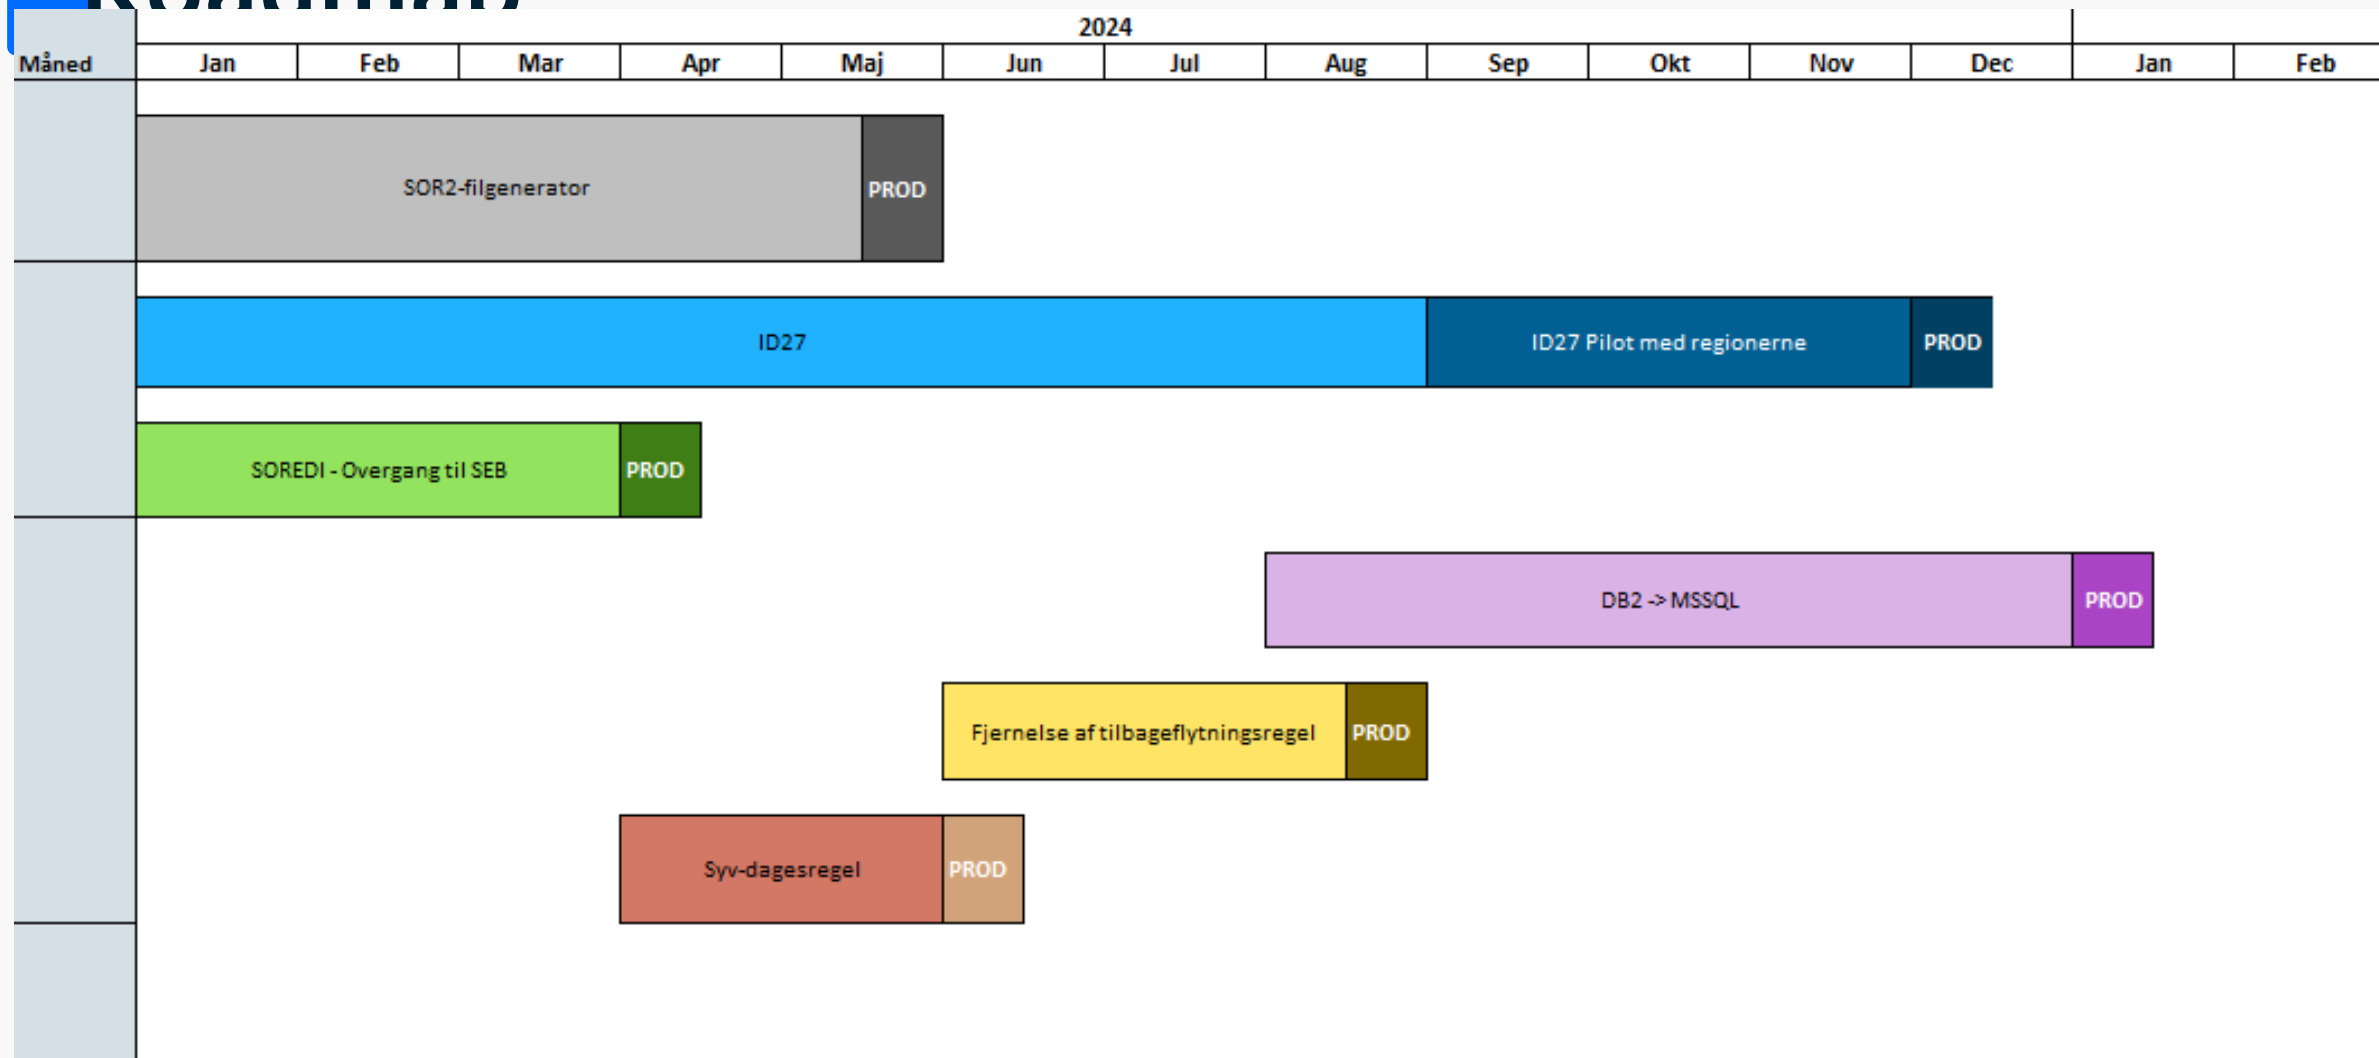 Roadmap
2024
Måned Jan Feb Mar Apr Maj Jun Jul Aug Sep Okt Nov Dec Jan Feb
SOR2-filgenerator PROD
ID27 ID27 Pilot med regionerne PROD
SOREDI - Overgang til SEB PROD
DB2 -> MSSQL PROD
Fjernelse af tilbageflytningsregel PROD
Syv-dagesregel PROD